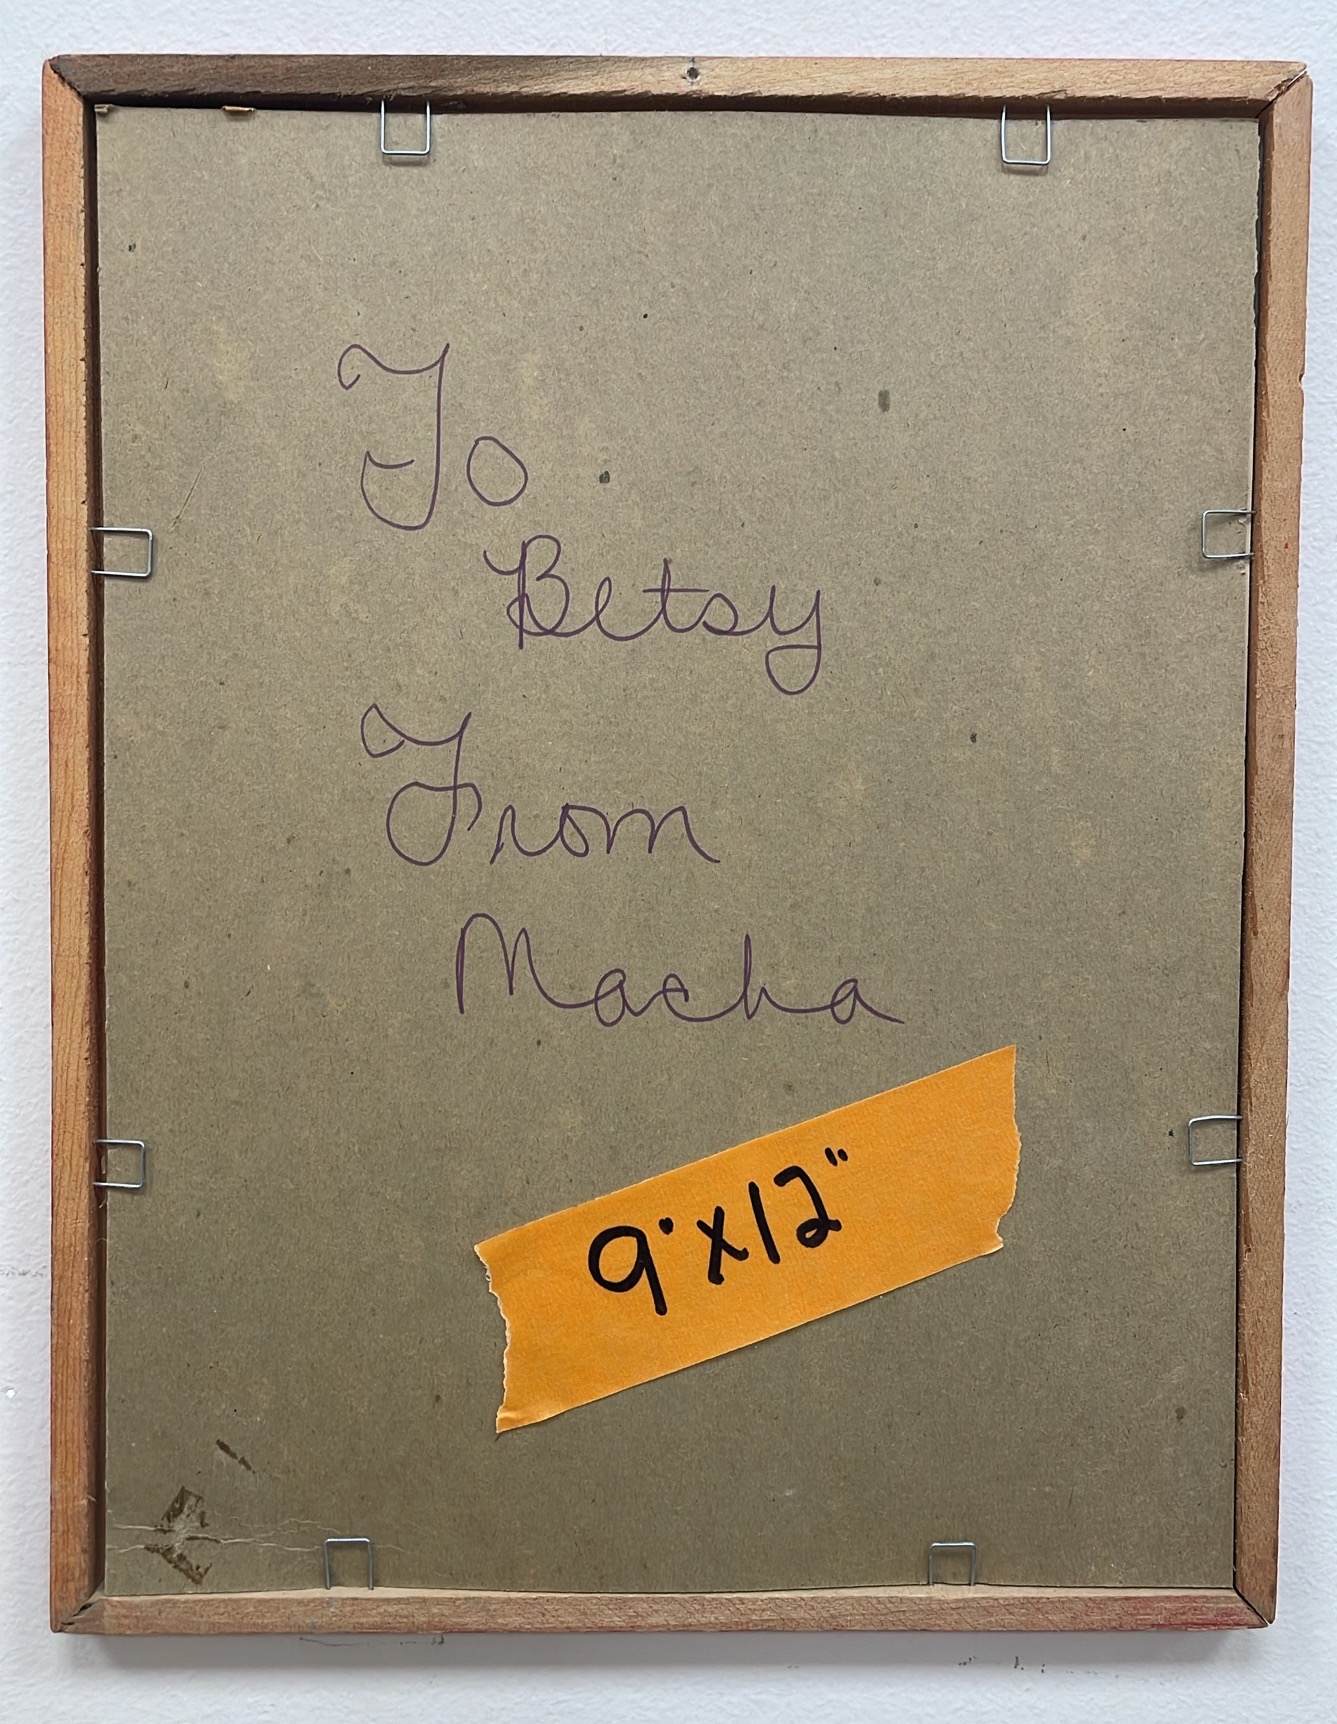 To
Betsy
From
Macha
9"x12"